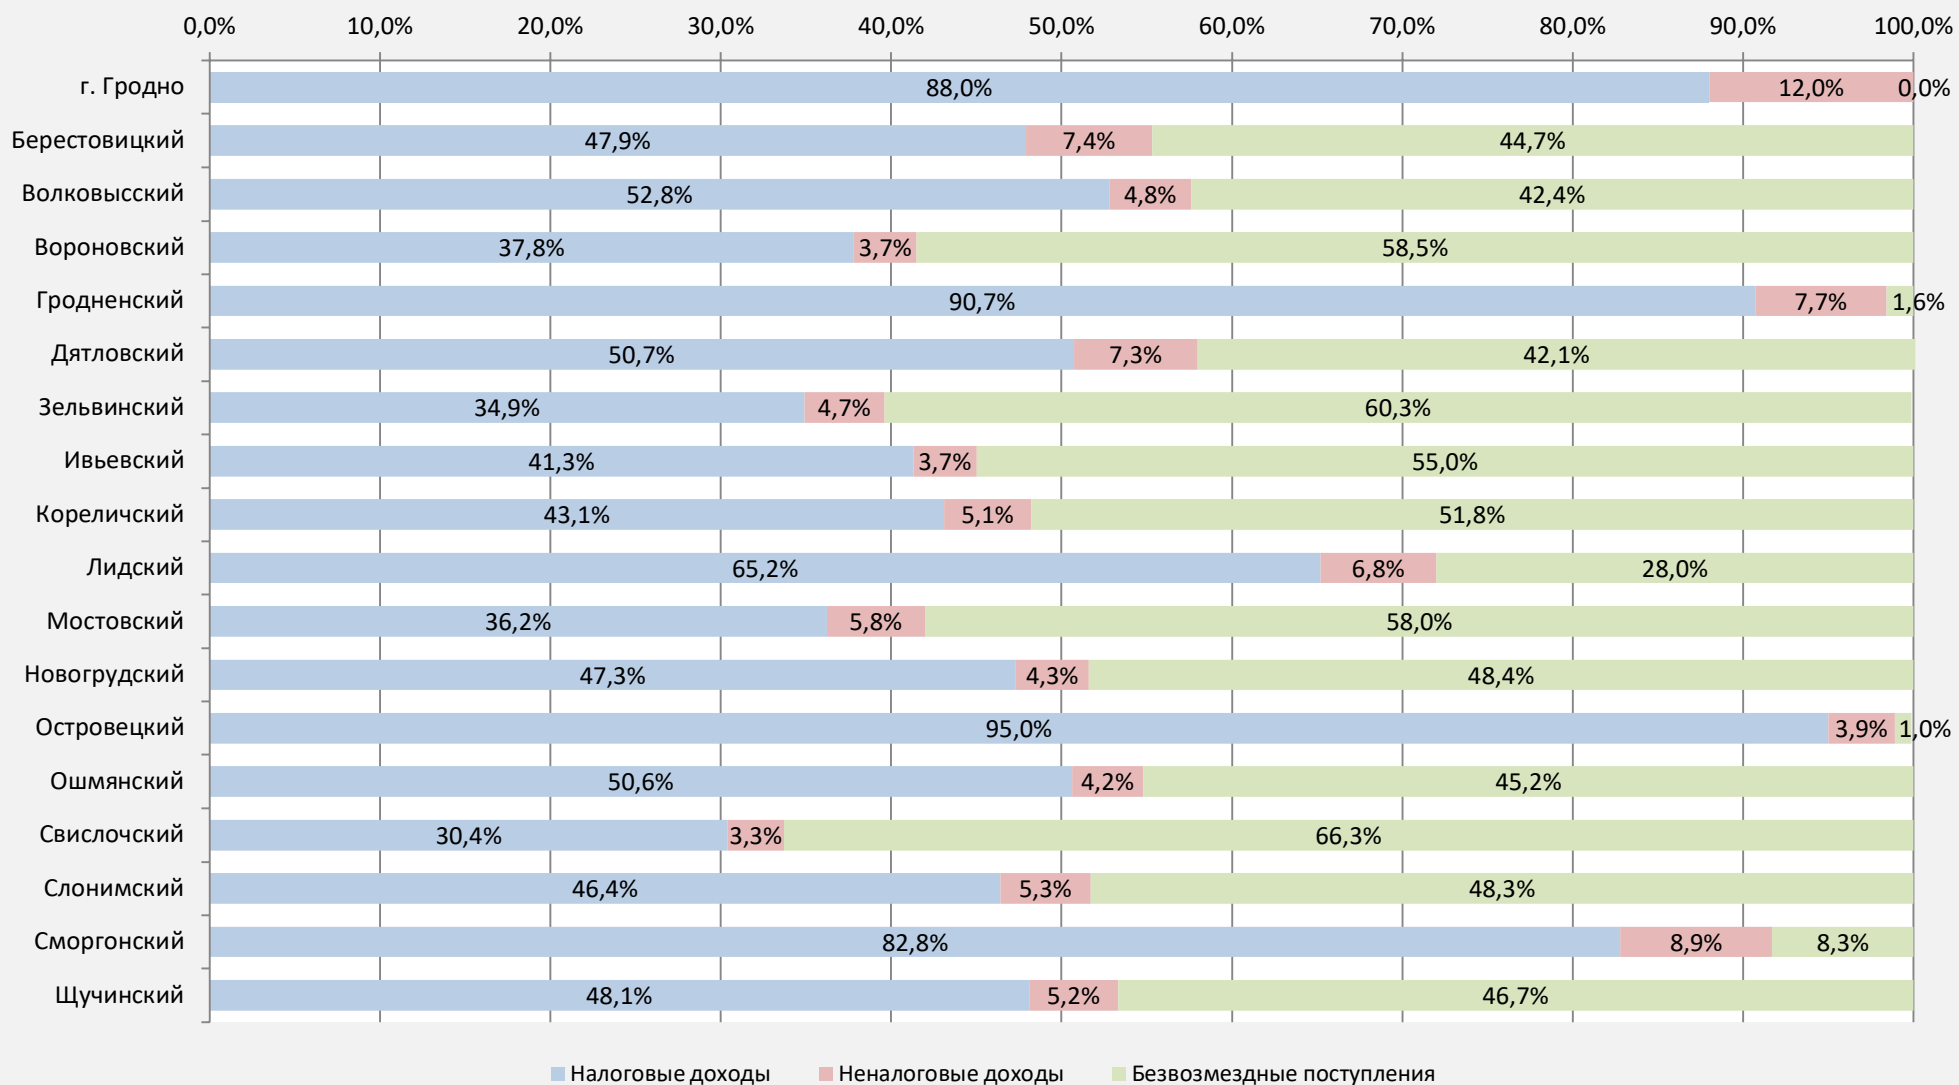 0,0% 10,0% 20,0% 30,0% 40,0% 50,0% 60,0% 70,0% 80,0% 90,0% 100,0%
г. Гродно 88,0% 12,0% 0,0%
Берестовицкий 47,9% 7,4% 44,7%
Волковысский 52,8% 4,8% 42,4%
Вороновский 37,8% 3,7% 58,5%
Гродненский 90,7% 7,7% 1,6%
Дятловский 50,7% 7,3% 42,1%
Зельвинский 34,9% 4,7% 60,3%
Ивьевский 41,3% 3,7% 55,0%
Кореличский 43,1% 5,1% 51,8%
Лидский 65,2% 6,8% 28,0%
Мостовский 36,2% 5,8% 58,0%
Новогрудский 47,3% 4,3% 48,4%
Островецкий 95,0% 3,9% 1,0%
Ошмянский 50,6% 4,2% 45,2%
Свислочский 30,4% 3,3% 66,3%
Слонимский 46,4% 5,3% 48,3%
Сморгонский 82,8% 8,9% 8,3%
Щучинский 48,1% 5,2% 46,7%
Налоговые доходы Неналоговые доходы Безвозмездные поступления